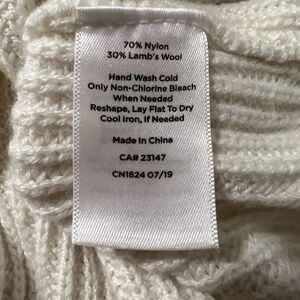 70% Nylon
30% Lamb's Wool
Hand Wash Cold
Only Non-Chlorine Bleach
When Needed
Reshape, Lay Flat To Dry
Cool Iron, If Needed
Made in China
CA# 23147
CN1824 07/19